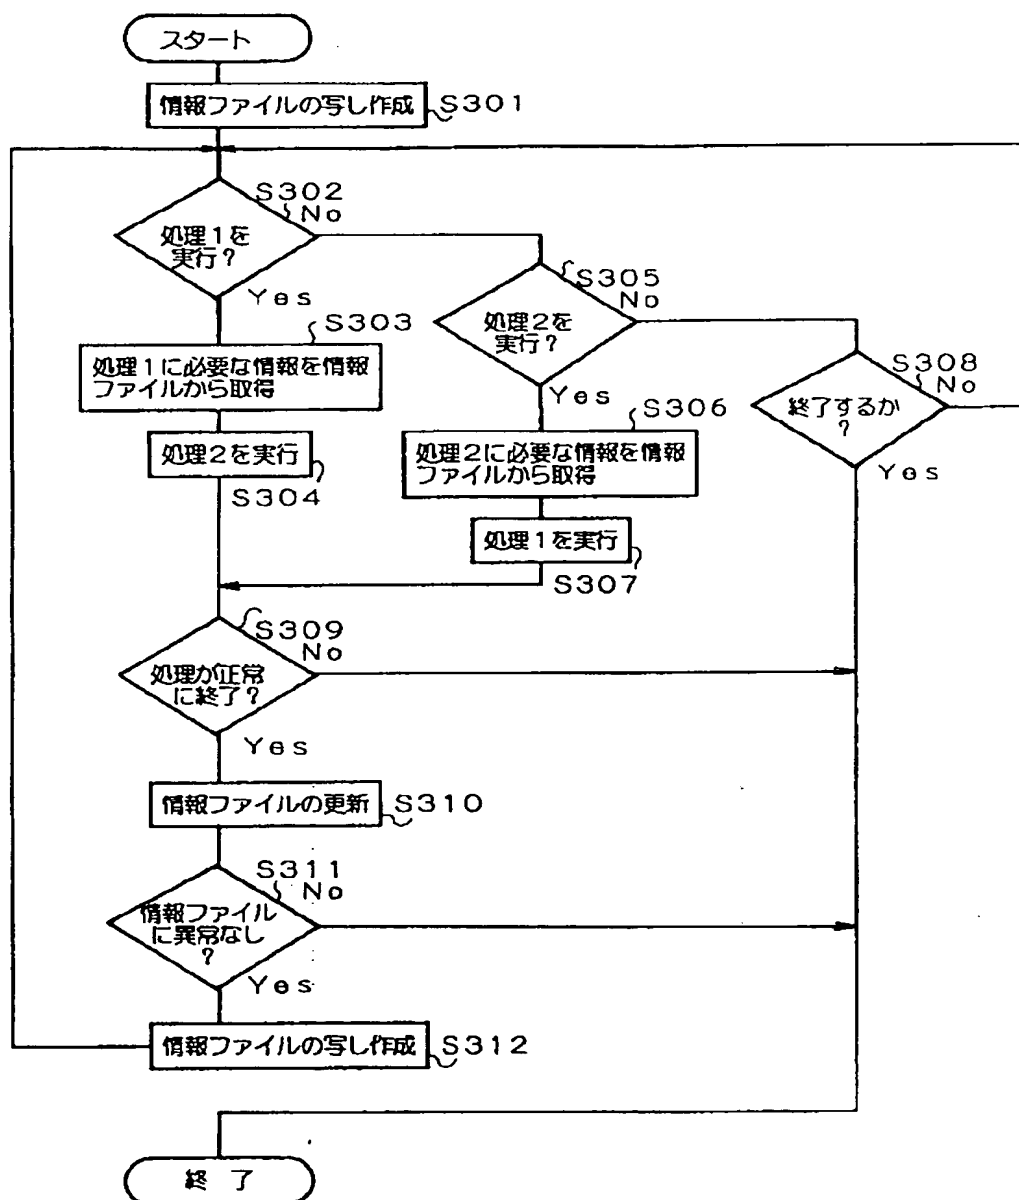 スタート
情報ファイルの写し作成
S301
S302
No
処理1を
実行?
Yes
S305
No
処理2を
実行?
Yes
S303
処理1に必要な情報を情報
ファイルから取得
S308
No
終了するか
?
Yes
S306
処理2に必要な情報を情報
ファイルから取得
処理2を実行
S304
処理1を実行
S307
S309
No
処理が正常
に終了?
Yes
情報ファイルの更新
S310
S311
No
情報ファイル
に異常なし
?
Yes
情報ファイルの写し作成
S312
終 了